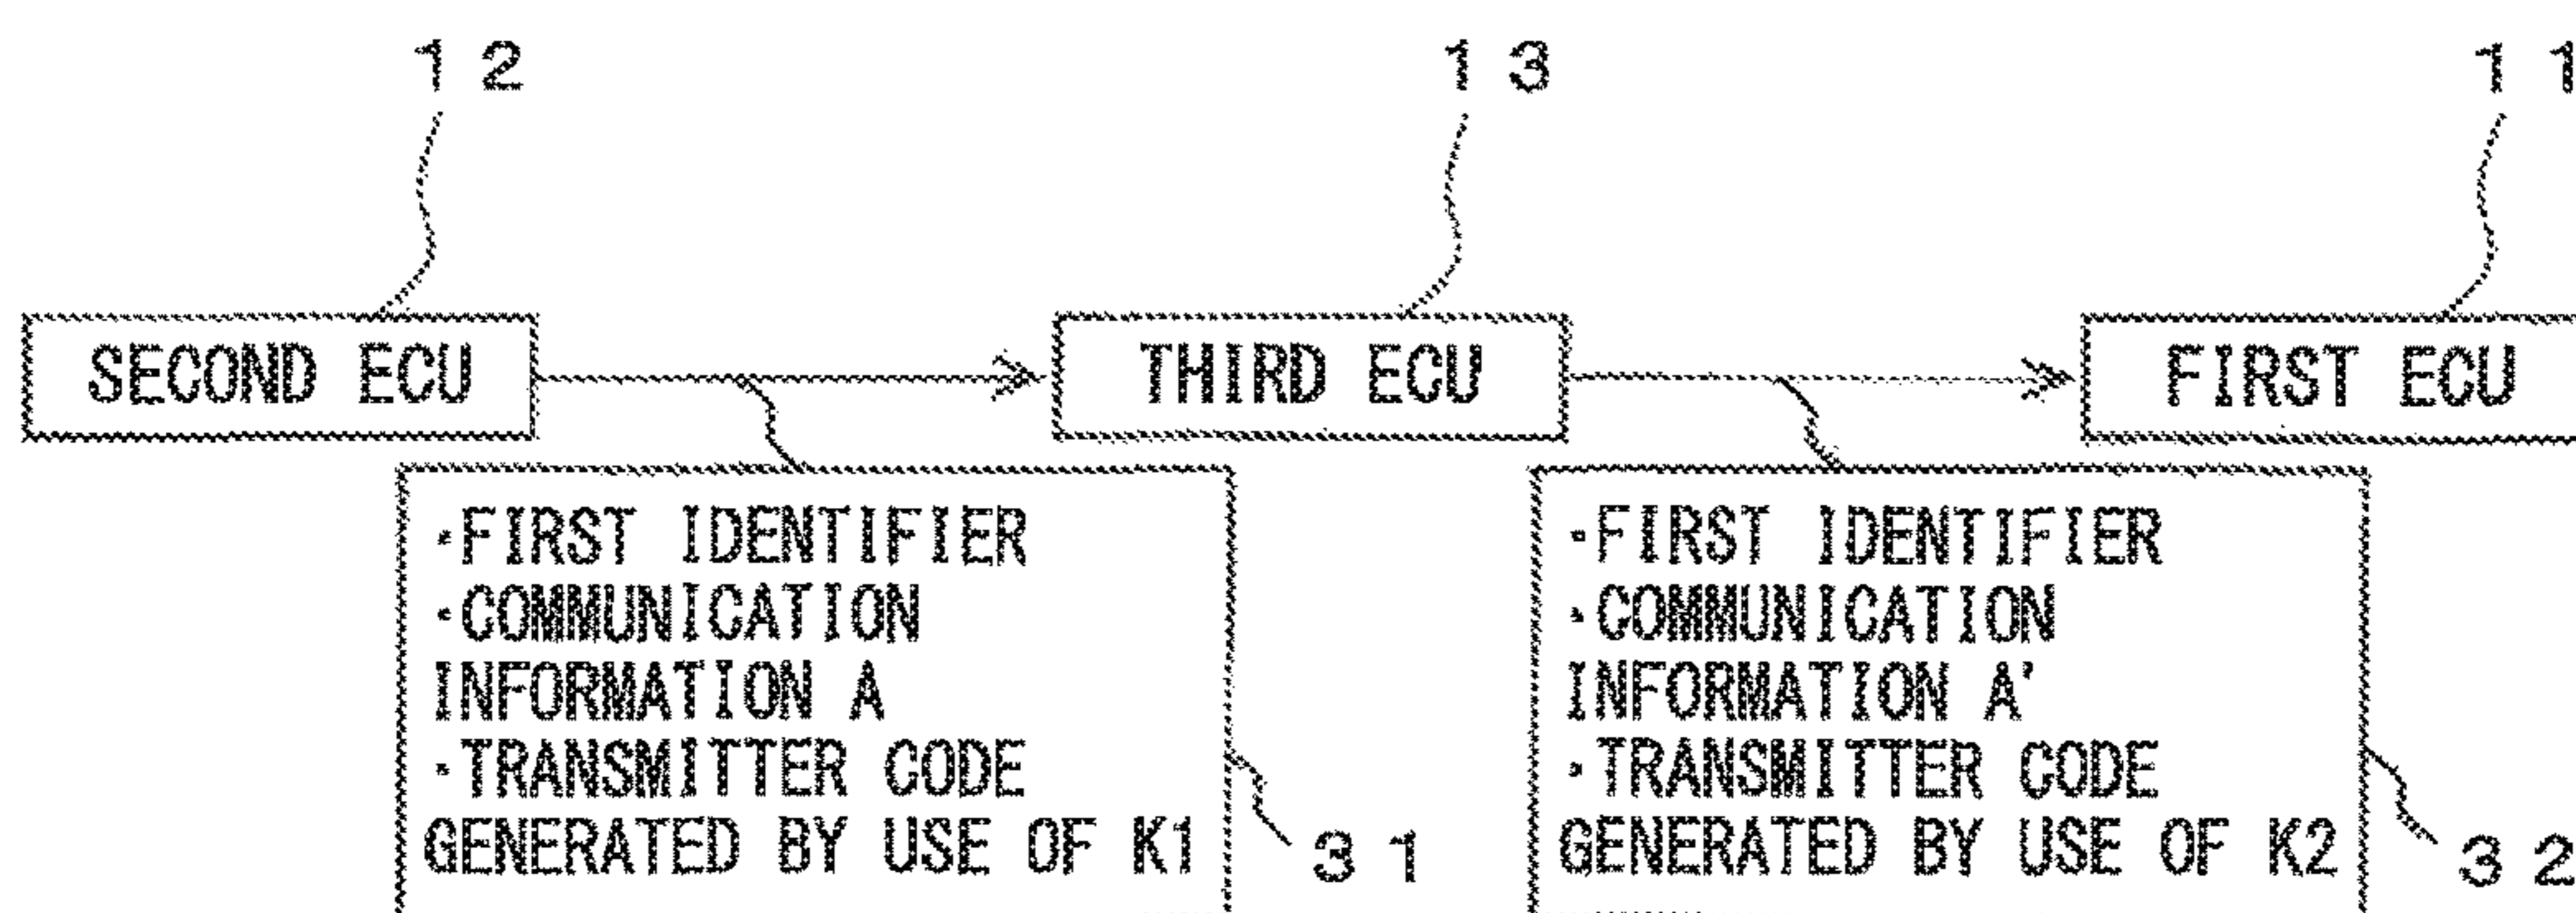 12 13 11
SECOND ECU THIRD ECU FIRST ECU
·FIRST IDENTIFIER
·COMMUNICATION
INFORMATION A
·TRANSMITTER CODE
GENERATED BY USE OF K1
31
·FIRST IDENTIFIER
·COMMUNICATION
INFORMATION A'
·TRANSMITTER CODE
GENERATED BY USE OF K2
32